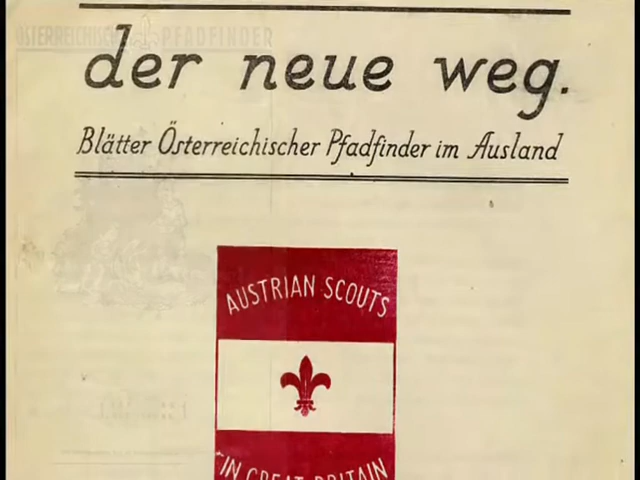 ÖSTERREICHISCHE PFADFINDER
der neue weg.
Blätter Österreichischer Pfadfinder im Ausland
AUSTRIAN SCOUTS
IN GREAT BRITAIN